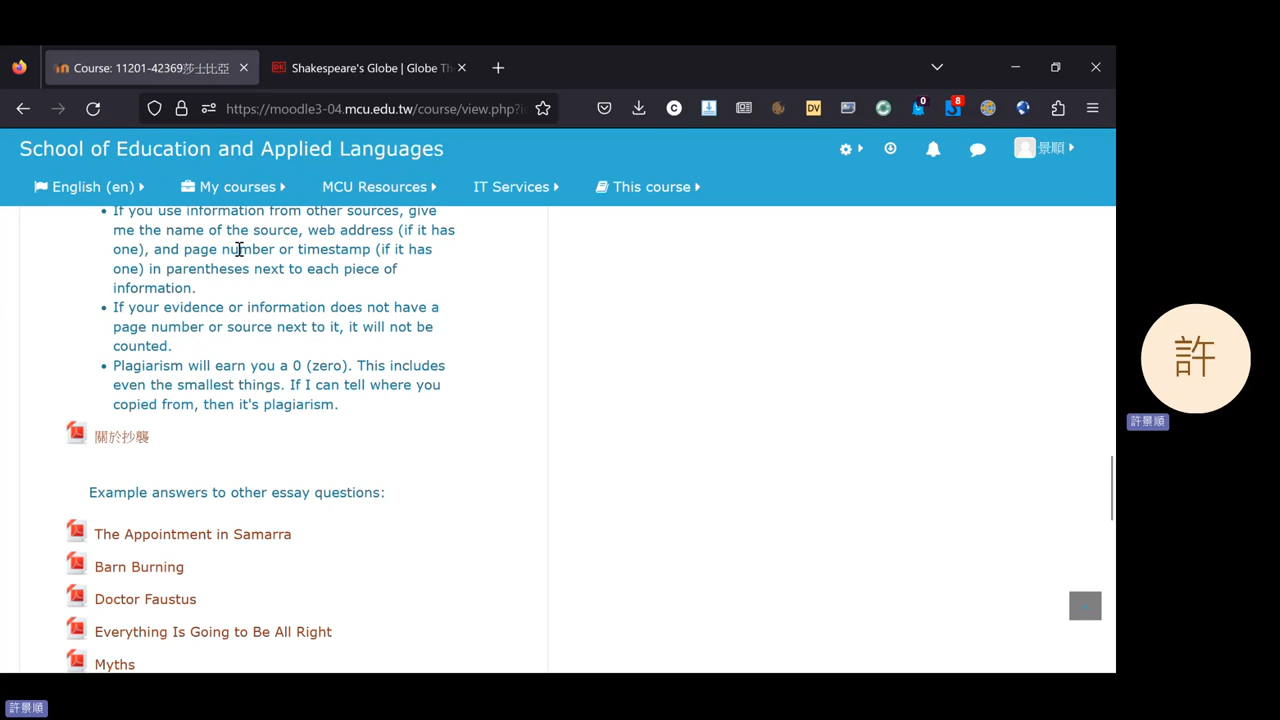 Course: 11201-42369莎士比亞
Shakespeare's Globe | Globe Th
https://moodle3-04.mcu.edu.tw/course/view.php?i
0
8
School of Education and Applied Languages
景順
English (en)
My courses
MCU Resources
IT Services
This course
If you use information from other sources, give
me the name of the source, web address (if it has
one), and page number or timestamp (if it has
one) in parentheses next to each piece of
information.
If your evidence or information does not have a
page number or source next to it, it will not be
counted.
Plagiarism will earn you a 0 (zero). This includes
even the smallest things. If I can tell where you
copied from, then it's plagiarism.
關於抄襲
Example answers to other essay questions:
The Appointment in Samarra
Barn Burning
Doctor Faustus
Everything Is Going to Be All Right
Myths
許
許景順
許景順